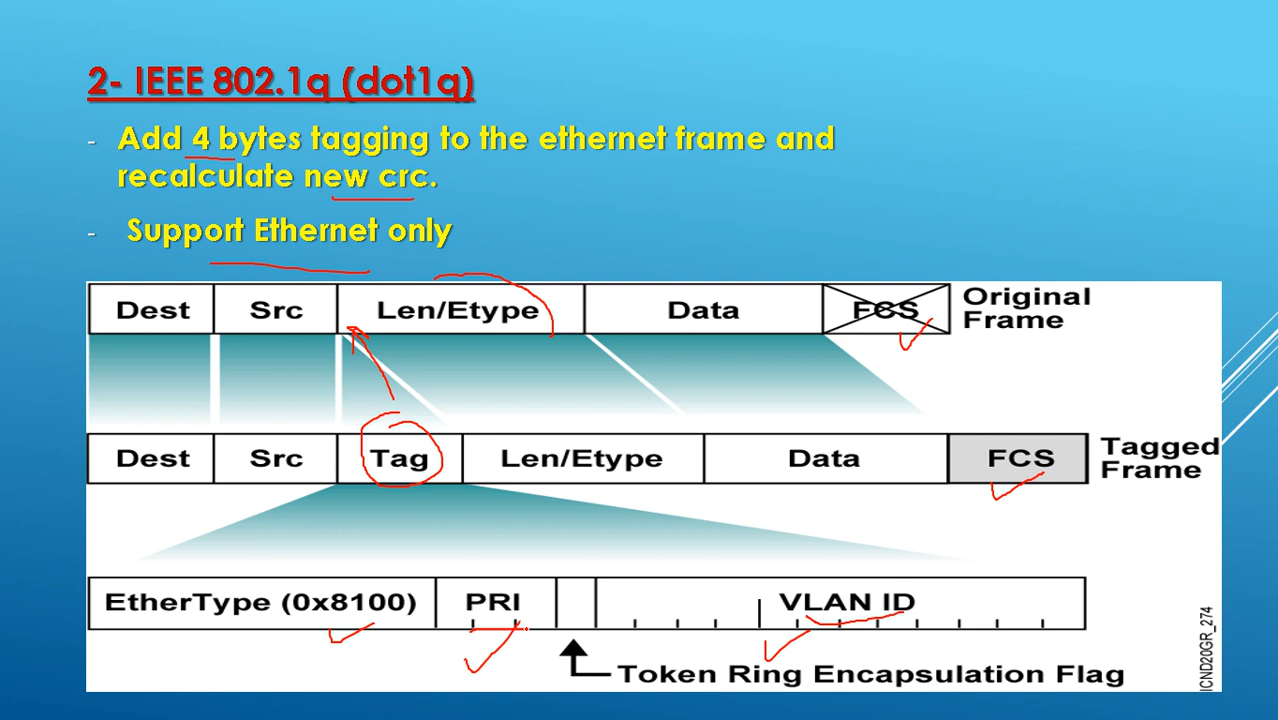 2- IEEE 802.1q (dot1q)
- Add 4 bytes tagging to the ethernet frame and
recalculate new crc.
- Support Ethernet only
Dest Src Len/Etype Data FCS Original
Frame
Dest Src Tag Len/Etype Data FCS Tagged
Frame
EtherType (0x8100) PRI VLAN ID
Token Ring Encapsulation Flag
ICND20GR_274